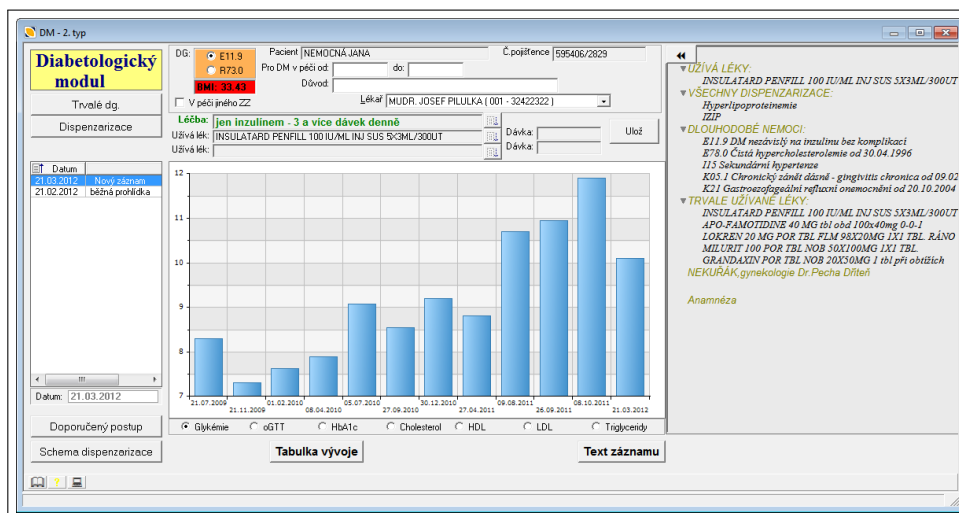 DM - 2. typ
Diabetologický
modul
Trvalé dg.
Dispenzarizace
Datum
21.03.2012 Nový záznam
21.02.2012 běžná prohlídka
Datum: 21.03.2012
Doporučený postup
Schema dispenzarizace
DG: E11.9
R73.0
BMI: 33.43
V péči jiného ZZ
Pacient NEMOCNÁ JANA Č.pojištence 595406/2829
Pro DM v péči od: do:
Důvod:
Lékař MUDR. JOSEF PILULKA ( 001 - 32422322 )
Léčba: jen inzulinem - 3 a více dávek denně
Užívá lék: INSULATARD PENFILL 100 IU/ML INJ SUS 5X3ML/300UT Dávka:
Užívá lék: Dávka:
Ulož
12
11
10
9
8
7
21.07.2009 01.02.2010 05.07.2010 30.12.2010 09.08.2011 08.10.2011
21.11.2009 08.04.2010 27.09.2010 27.04.2011 26.09.2011 21.03.2012
Glykémie oGTT HbA1c Cholesterol HDL LDL Triglyceridy
Tabulka vývoje Text záznamu
UŽÍVÁ LÉKY:
INSULATARD PENFILL 100 IU/ML INJ SUS 5X3ML/300UT
VŠECHNY DISPENZARIZACE:
Hyperlipoproteinemie
IZIP
DLOUHODOBÉ NEMOCI:
E11.9 DM nezávislý na inzulinu bez komplikací
E78.0 Čistá hypercholesterolemie od 30.04.1996
I15 Sekundární hypertenze
K05.1 Chronický zánět dásně - gingivitis chronica od 09.02
K21 Gastroezofageální refluxní onemocnění od 20.10.2004
TRVALE UŽÍVANÉ LÉKY:
INSULATARD PENFILL 100 IU/ML INJ SUS 5X3ML/300UT
APO-FAMOTIDINE 40 MG tbl obd 100x40mg 0-0-1
LOKREN 20 MG POR TBL FLM 98X20MG 1X1 TBL. RÁNO
MILURIT 100 POR TBL NOB 50X100MG 1X1 TBL.
GRANDAXIN POR TBL NOB 20X50MG 1 tbl při obtížích
NEKUŘÁK,gynekologie Dr.Pecha Dřiteň
Anamnéza